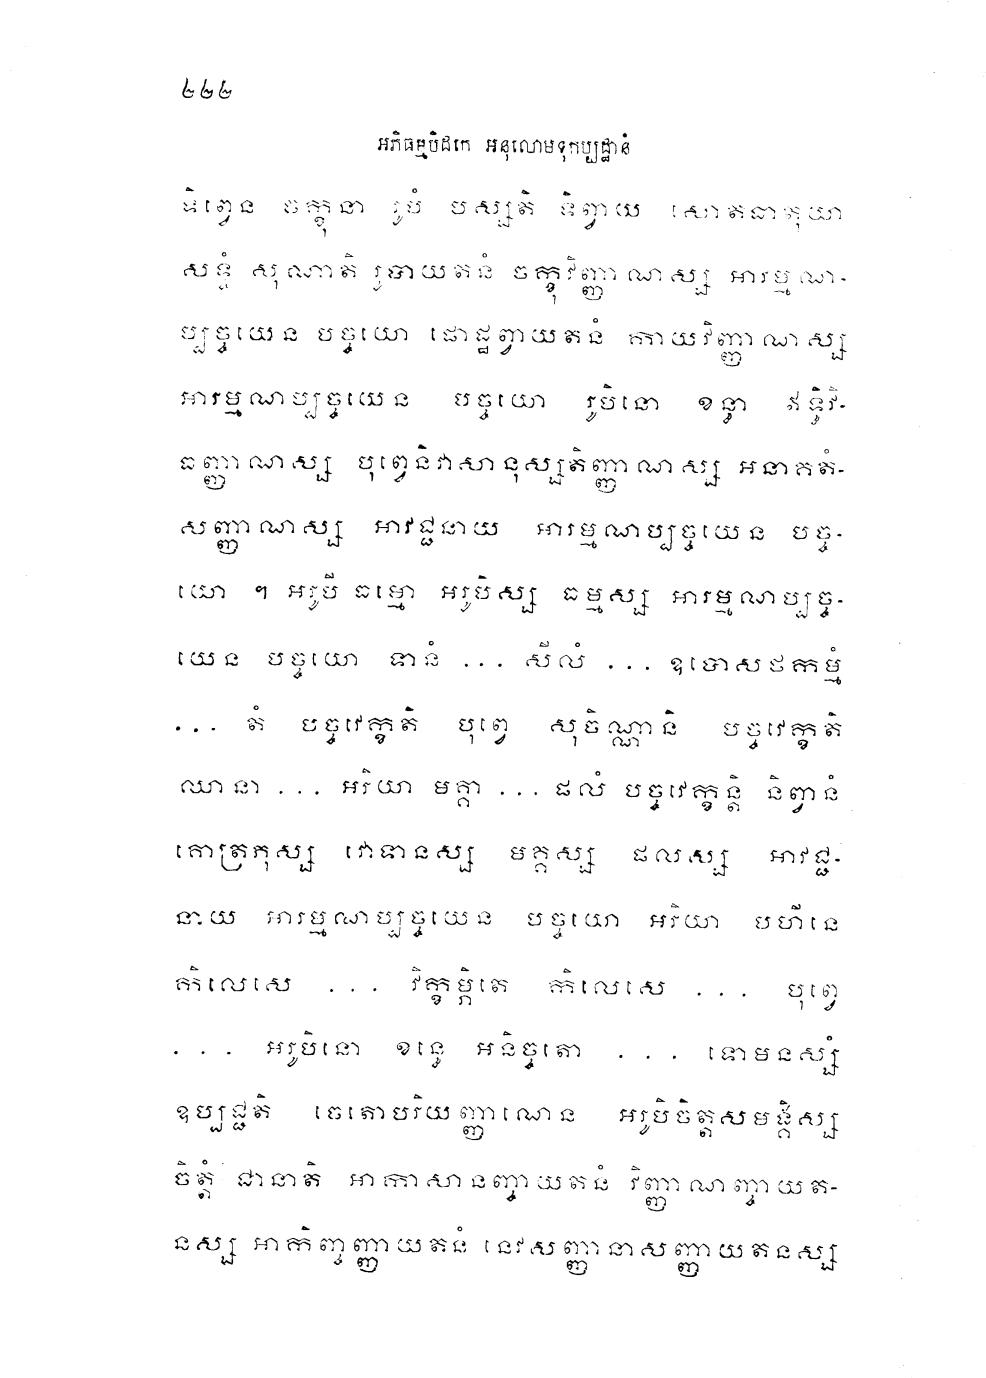 ២២២
អភិធម្មបិដកេ អនុលោមទុកប្បដ្ឋានំ
ទិព្វេន ចក្ខុនា រូបំ បស្សតិ ទិព្វាយ សោតធាតុយា
សទ្ទំ សុណាតិ រូបាយតនំ ចក្ខុវិញ្ញាណស្ស អារម្មណ-
ប្បច្ចយេន បច្ចយោ ផោដ្ឋព្វាយតនំ កាយវិញ្ញាណស្ស
អារម្មណប្បច្ចយេន បច្ចយោ រូបិនោ ខន្ធា ឥទ្ធិវិ-
ធញ្ញាណស្ស បុព្វេនិវាសានុស្សតិញ្ញាណស្ស អនាគតំ-
សញ្ញាណស្ស អាវជ្ជនាយ អារម្មណប្បច្ចយេន បច្ច-
យោ ។ អរូបី ធម្មោ អរូបិស្ស ធម្មស្ស អារម្មណប្បច្ច-
យេន បច្ចយោ ទានំ ... សីលំ ... ឧបោសថកម្មំ
... តំ បច្ចវេក្ខតិ បុព្វេ សុចិណ្ណានិ បច្ចវេក្ខតិ
ឈានា ... អរិយា មគ្គា ... ផលំ បច្ចវេក្ខន្តិ និព្វានំ
គោត្រភុស្ស វោទានស្ស មគ្គស្ស ផលស្ស អាវជ្ជ-
នាយ អារម្មណប្បច្ចយេន បច្ចយោ អរិយា បហីនេ
កិលេសេ ... វិក្ខម្ភិតេ កិលេសេ ... បុព្វេ
... អរូបិនោ ខន្ធេ អនិច្ចតោ ... ទោមនស្សំ
ឧប្បជ្ជតិ ចេតោបរិយញ្ញាណេន អរូបិចិត្តសមង្គិស្ស
ចិត្តំ ជានាតិ អាកាសានញ្ចាយតនំ វិញ្ញាណញ្ចាយត-
នស្ស អាកិញ្ចញ្ញាយតនំ នេវសញ្ញានាសញ្ញាយតនស្ស